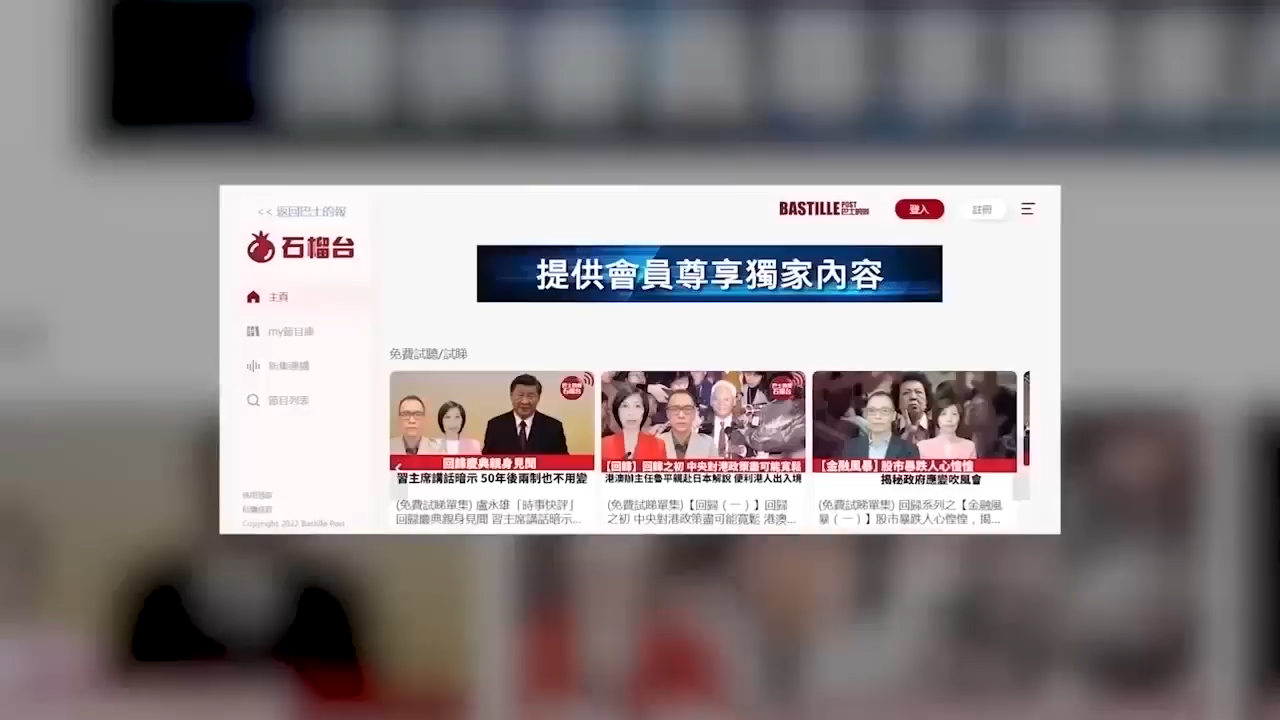 << 返回巴士的報
石榴台
主頁
my節目庫
新集連播
節目列表
Copyright 2022 Bastille Post
BASTILLE POST 巴士的報
登入
註冊
提供會員尊享獨家內容
免費試聽/試睇
回歸慶典親身見聞
習主席講話暗示 50年後兩制也不用變
(免費試睇單集) 盧永雄「時事快評」
回歸慶典親身見聞 習主席講話暗示...
【回歸】回歸之初 中央對港政策盡可能寬鬆
港澳辦主任魯平親赴日本解說 便利港人出入境
(免費試睇單集)【回歸（一）】回歸
之初 中央對港政策盡可能寬鬆 港澳...
【金融風暴】股市暴跌人心惶惶
揭秘政府應變吹風會
(免費試睇單集) 回歸系列之【金融風
暴（一）】股市暴跌人心惶惶，揭...